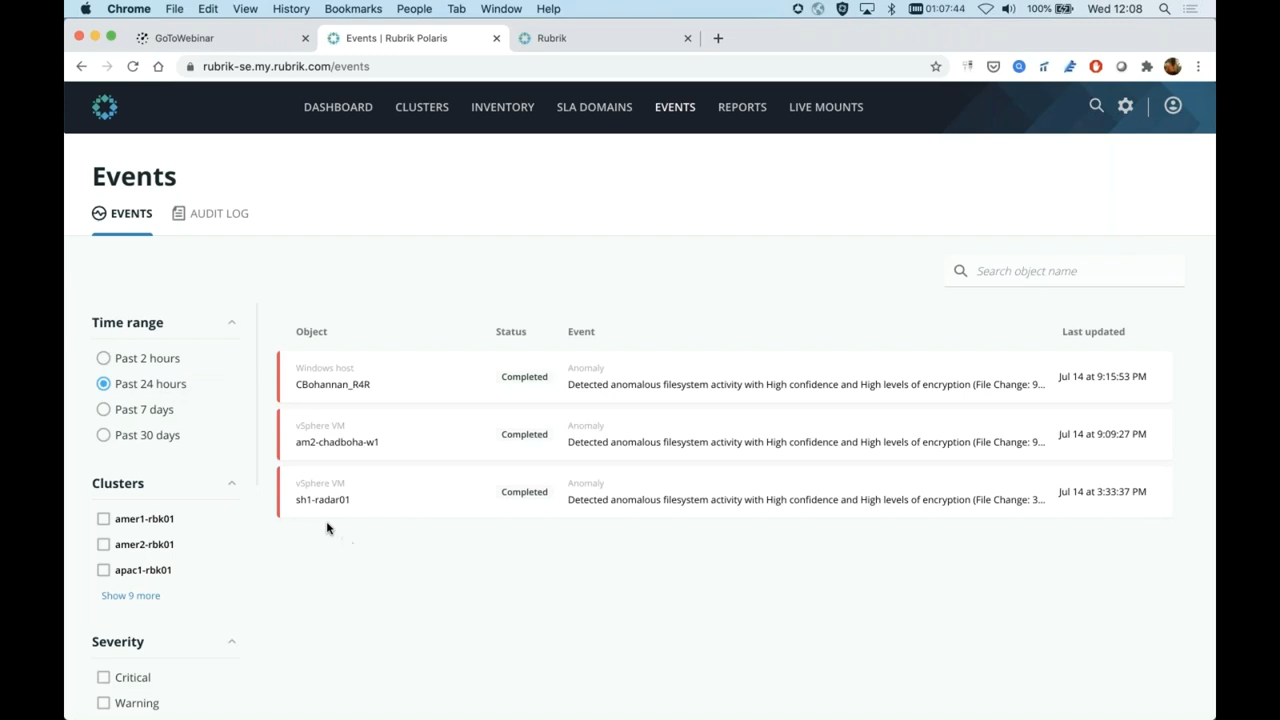 Chrome File Edit View History Bookmarks People Tab Window Help 01:07:44 100% Wed 12:08
GoToWebinar Events | Rubrik Polaris Rubrik
rubrik-se.my.rubrik.com/events
DASHBOARD CLUSTERS INVENTORY SLA DOMAINS EVENTS REPORTS LIVE MOUNTS
Events
EVENTS AUDIT LOG
Search object name
Time range
Past 2 hours
Past 24 hours
Past 7 days
Past 30 days
Clusters
amer1-rbk01
amer2-rbk01
apac1-rbk01
Show 9 more
Severity
Critical
Warning
Object Status Event Last updated
Windows host Anomaly
CBohannan_R4R Completed Detected anomalous filesystem activity with High confidence and High levels of encryption (File Change: 9... Jul 14 at 9:15:53 PM
vSphere VM Anomaly
am2-chadboha-w1 Completed Detected anomalous filesystem activity with High confidence and High levels of encryption (File Change: 9... Jul 14 at 9:09:27 PM
vSphere VM Anomaly
sh1-radar01 Completed Detected anomalous filesystem activity with High confidence and High levels of encryption (File Change: 3... Jul 14 at 3:33:37 PM